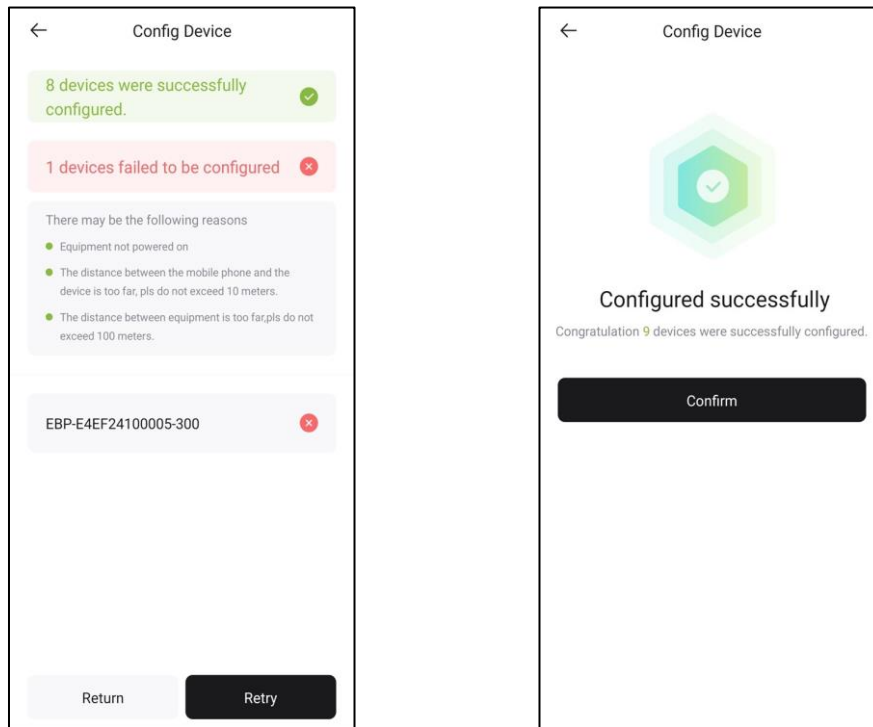 Config Device
8 devices were successfully
configured.
1 devices failed to be configured
There may be the following reasons
Equipment not powered on
The distance between the mobile phone and the
device is too far, pls do not exceed 10 meters.
The distance between equipment is too far,pls do not
exceed 100 meters.
EBP-E4EF24100005-300
Return
Retry
Config Device
Configured successfully
Congratulation 9 devices were successfully configured.
Confirm